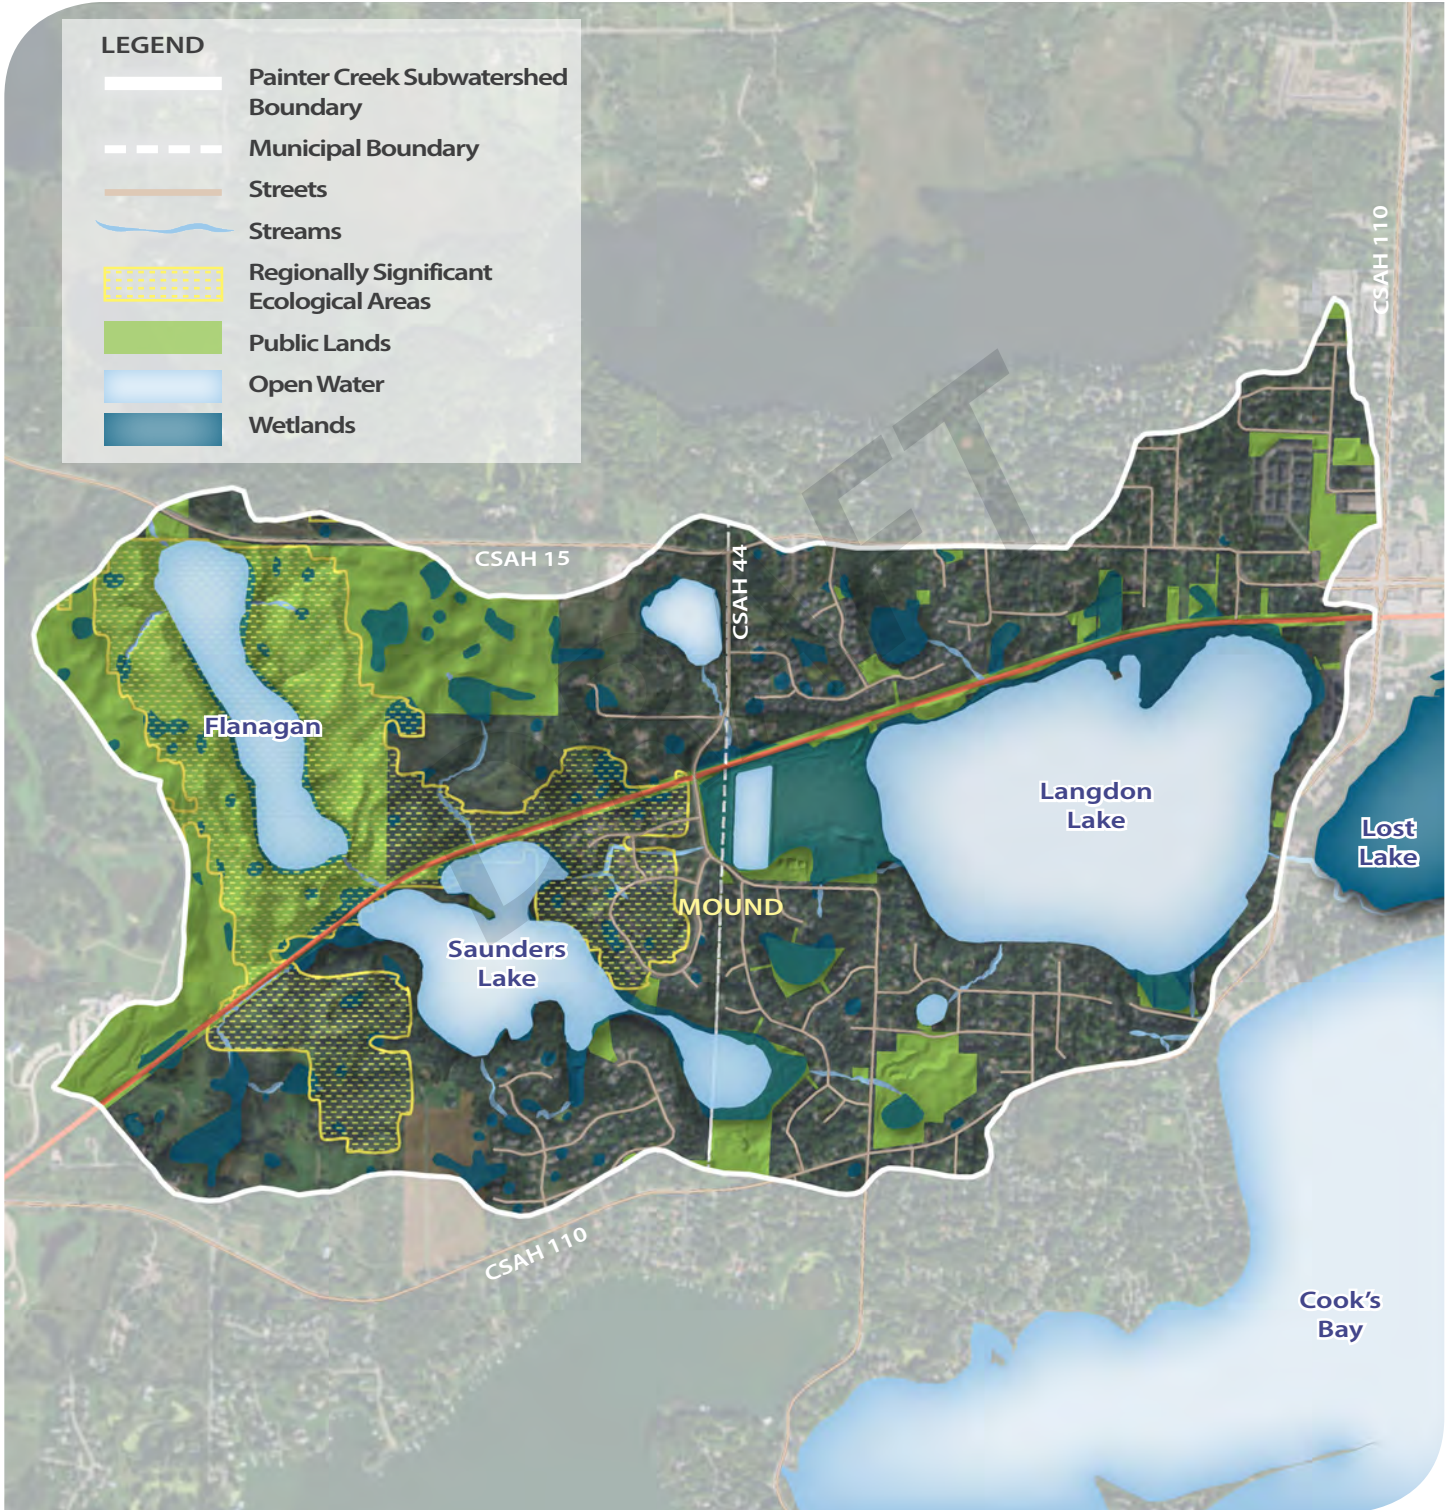 LEGEND
Painter Creek Subwatershed
Boundary
Municipal Boundary
Streets
Streams
Regionally Significant
Ecological Areas
Public Lands
Open Water
Wetlands
CSAH 110
CSAH 15
CSAH 44
Flanagan
Langdon
Lake
Lost
Lake
MOUND
Saunders
Lake
CSAH 110
Cook's
Bay
DRAFT